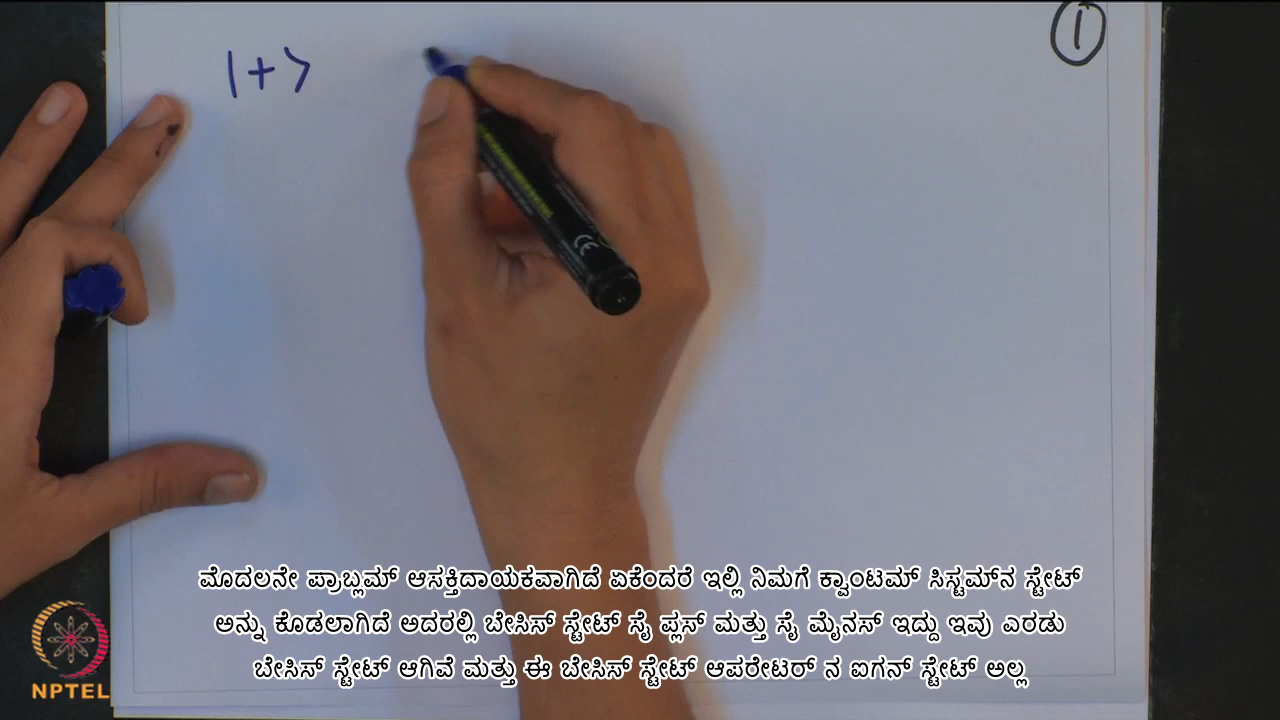 |+>
1
ಮೊದಲನೇ ಪ್ರಾಬ್ಲಮ್ ಆಸಕ್ತಿದಾಯಕವಾಗಿದೆ ಏಕೆಂದರೆ ಇಲ್ಲಿ ನಿಮಗೆ ಕ್ವಾಂಟಮ್ ಸಿಸ್ಟಮ್‌ನ ಸ್ಟೇಟ್
ಅನ್ನು ಕೊಡಲಾಗಿದೆ ಅದರಲ್ಲಿ ಬೇಸಿಸ್ ಸ್ಟೇಟ್ ಸೈ ಪ್ಲಸ್ ಮತ್ತು ಸೈ ಮೈನಸ್ ಇದ್ದು ಇವು ಎರಡು
ಬೇಸಿಸ್ ಸ್ಟೇಟ್ ಆಗಿವೆ ಮತ್ತು ಈ ಬೇಸಿಸ್ ಸ್ಟೇಟ್ ಆಪರೇಟರ್ ನ ಐಗನ್ ಸ್ಟೇಟ್ ಅಲ್ಲ
NPTEL